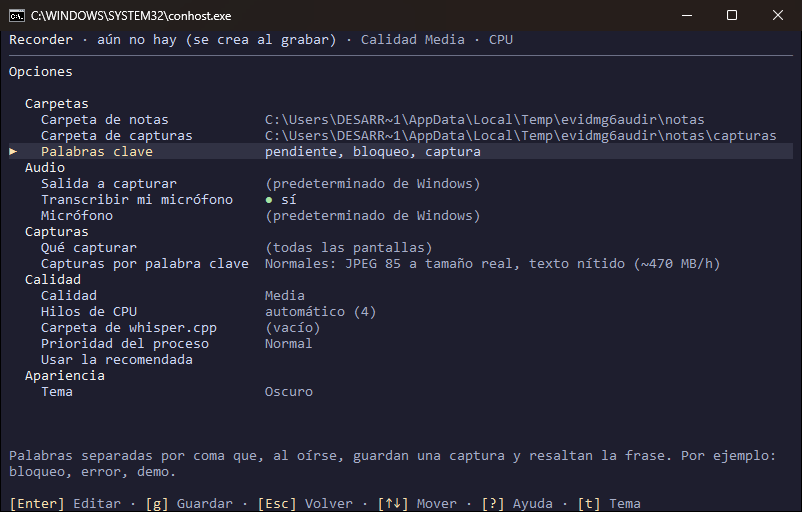 C:\WINDOWS\SYSTEM32\conhost.exe
Recorder · aún no hay (se crea al grabar) · Calidad Media · CPU
Opciones
Carpetas
Carpeta de notas C:\Users\DESARR~1\AppData\Local\Temp\evidmg6audir\notas
Carpeta de capturas C:\Users\DESARR~1\AppData\Local\Temp\evidmg6audir\notas\capturas
► Palabras clave pendiente, bloqueo, captura
Audio
Salida a capturar (predeterminado de Windows)
Transcribir mi micrófono ● sí
Micrófono (predeterminado de Windows)
Capturas
Qué capturar (todas las pantallas)
Capturas por palabra clave Normales: JPEG 85 a tamaño real, texto nítido (~470 MB/h)
Calidad
Calidad Media
Hilos de CPU automático (4)
Carpeta de whisper.cpp (vacío)
Prioridad del proceso Normal
Usar la recomendada
Apariencia
Tema Oscuro
Palabras separadas por coma que, al oírse, guardan una captura y resaltan la frase. Por ejemplo:
bloqueo, error, demo.
[Enter] Editar · [g] Guardar · [Esc] Volver · [↑↓] Mover · [?] Ayuda · [t] Tema